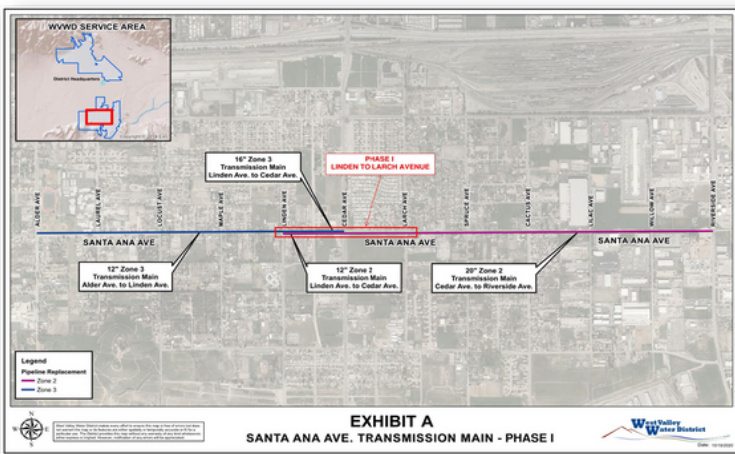 WVWD SERVICE AREA
District Headquarters
16" Zone 3
Transmission Main
Linden Ave. to Cedar Ave.
PHASE I
LINDEN TO LARCH AVENUE
ALDER AVE
LAUREL AVE
LOCUST AVE
MAPLE AVE
LINDEN AVE
CEDAR AVE
LARCH AVE
SPRUCE AVE
CACTUS AVE
LILAC AVE
WILLOW AVE
RIVERSIDE AVE
SANTA ANA AVE
SANTA ANA AVE
SANTA ANA AVE
12" Zone 3
Transmission Main
Alder Ave. to Linden Ave.
12" Zone 2
Transmission Main
Linden Ave. to Cedar Ave.
20" Zone 2
Transmission Main
Cedar Ave. to Riverside Ave.
Legend
Pipeline Replacement
Zone 2
Zone 3
N
W
E
S
EXHIBIT A
SANTA ANA AVE. TRANSMISSION MAIN - PHASE I
West Valley
Water District